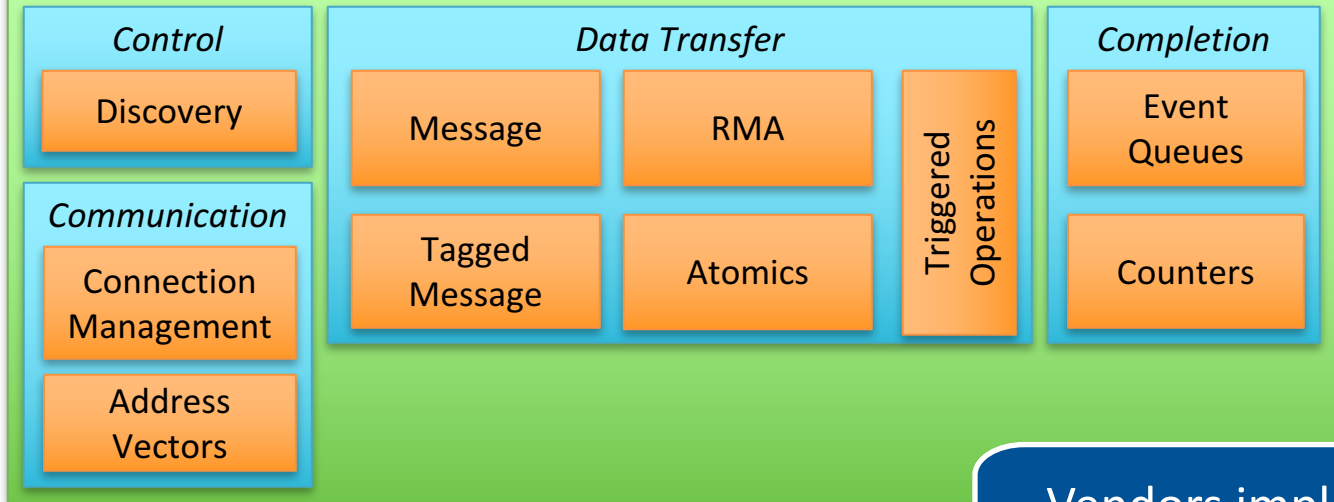 Control
Discovery
Communication
Connection
Management
Address
Vectors
Data Transfer
Message
RMA
Tagged
Message
Atomics
Triggered
Operations
Completion
Event
Queues
Counters
Vendors